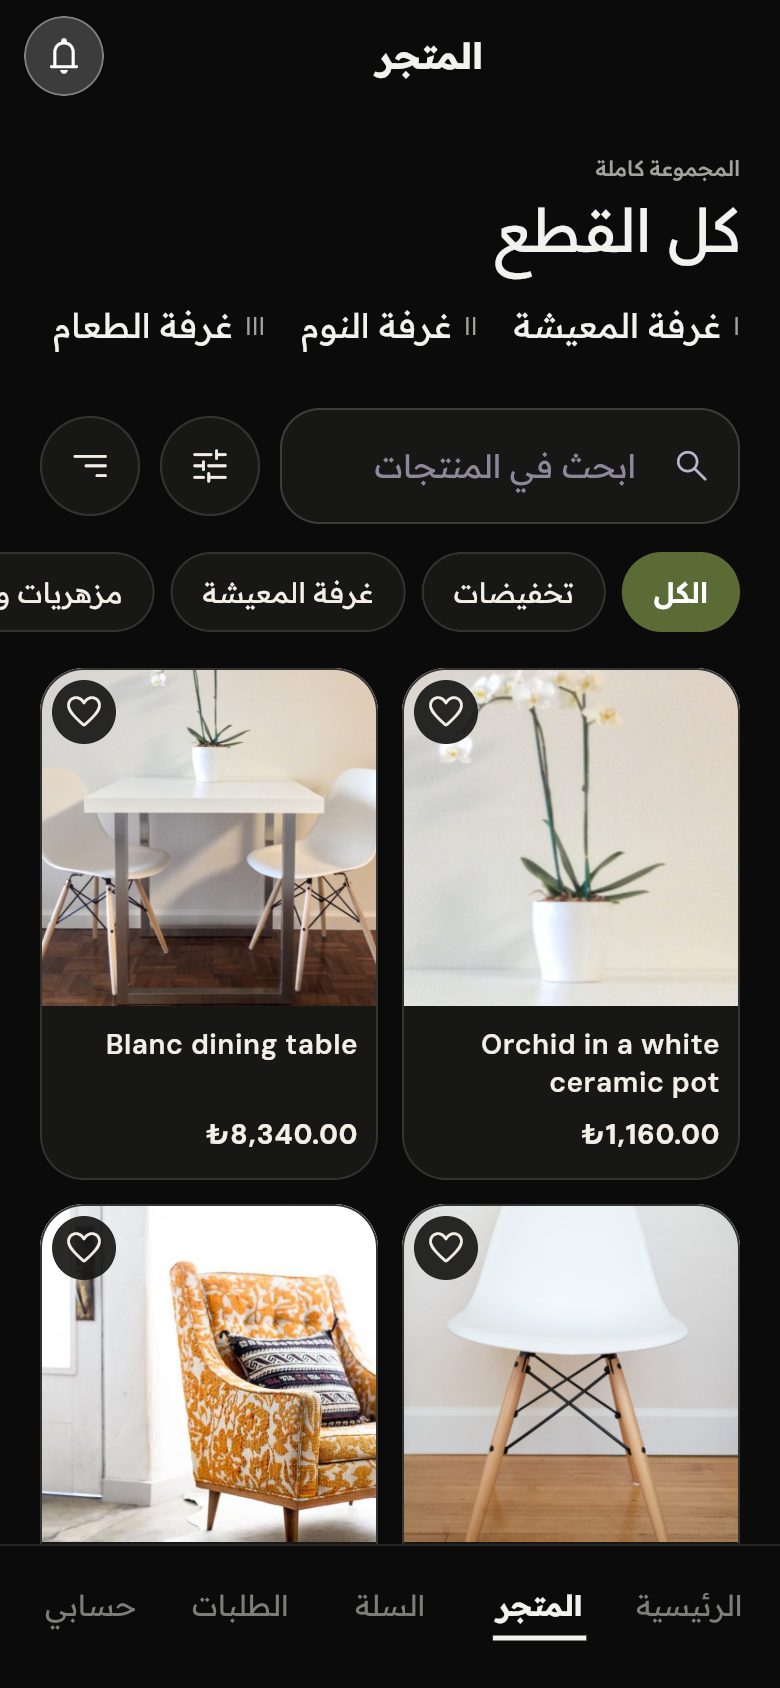 المتجر
المجموعة كاملة
كل القطع
I غرفة المعيشة II غرفة النوم III غرفة الطعام
ابحث في المنتجات
الكل تخفيضات غرفة المعيشة مزهريات و
Orchid in a white
ceramic pot
₺1,160.00
Blanc dining table
₺8,340.00
الرئيسية المتجر السلة الطلبات حسابي